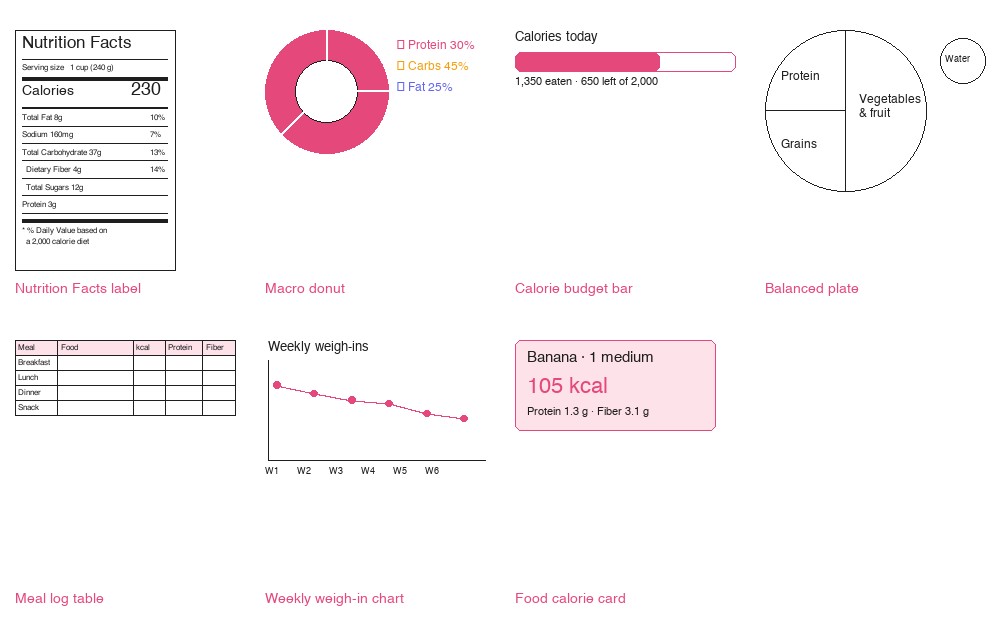 Nutrition Facts
Serving size 1 cup (240 g)
Calories 230
Total Fat 8g 10%
Sodium 160mg 7%
Total Carbohydrate 37g 13%
Dietary Fiber 4g 14%
Total Sugars 12g
Protein 3g
* % Daily Value based on
a 2,000 calorie diet
Nutrition Facts label
Protein 30%
Carbs 45%
Fat 25%
Macro donut
Calories today
1,350 eaten · 650 left of 2,000
Calorie budget bar
Protein
Grains
Vegetables
& fruit
Water
Balanced plate
Meal Food kcal Protein Fiber
Breakfast
Lunch
Dinner
Snack
Meal log table
Weekly weigh-ins
W1 W2 W3 W4 W5 W6
Weekly weigh-in chart
Banana · 1 medium
105 kcal
Protein 1.3 g · Fiber 3.1 g
Food calorie card